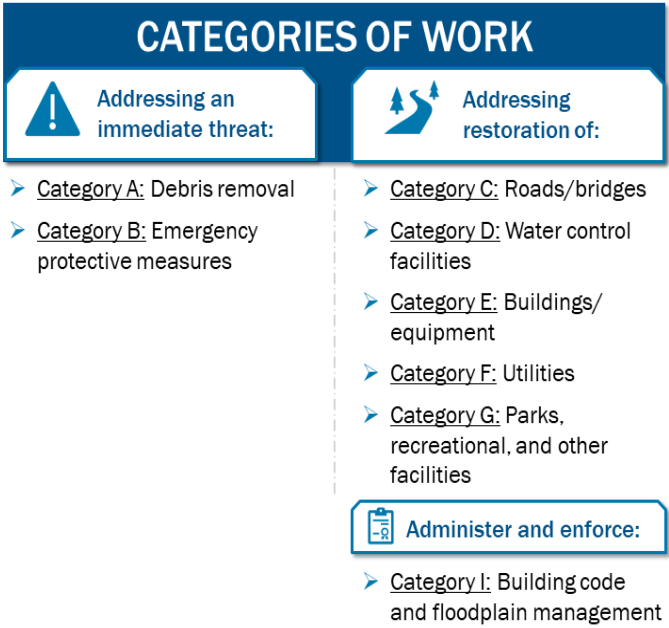 CATEGORIES OF WORK
Addressing an
immediate threat:
Category A: Debris removal
Category B: Emergency
protective measures
Addressing
restoration of:
Category C: Roads/bridges
Category D: Water control
facilities
Category E: Buildings/
equipment
Category F: Utilities
Category G: Parks,
recreational, and other
facilities
Administer and enforce:
Category I: Building code
and floodplain management